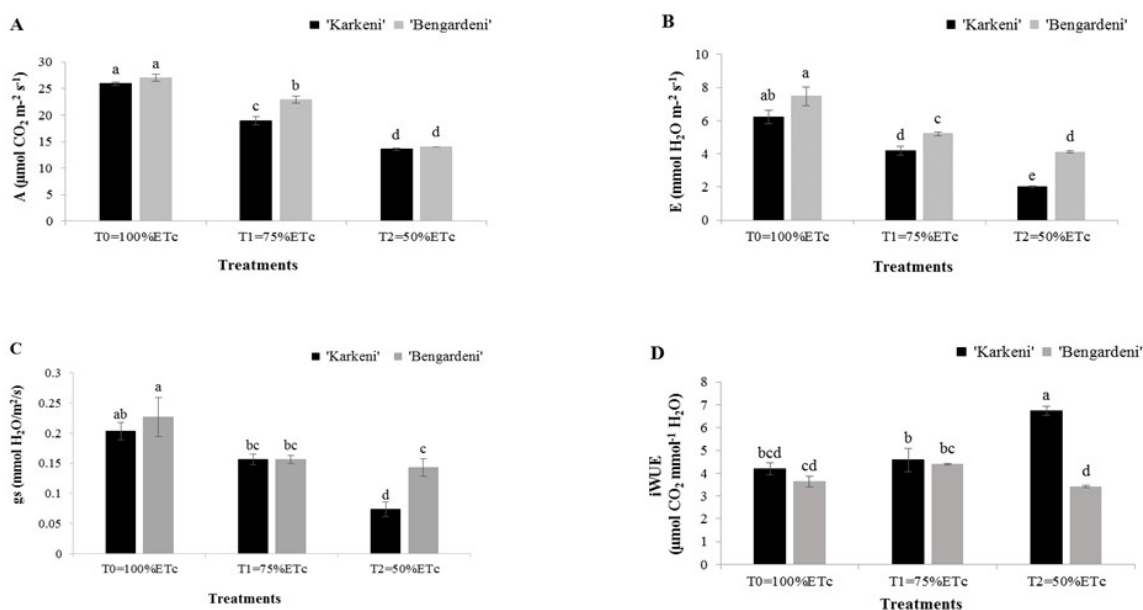 A
'Karkeni' 'Bengardeni'
A (µmol CO2 m-2 s-1)
30
25
20
15
10
5
0
a a
c b
d d
T0=100%ETc T1=75%ETc T2=50%ETc
Treatments
B
'Karkeni' 'Bengardeni'
E (mmol H2O m-2 s-1)
10
8
6
4
2
0
ab a
d c
e d
T0=100%ETc T1=75%ETc T2=50%ETc
Treatments
C
'Karkeni' 'Bengardeni'
gs (mmol H2O/m²/s)
0.3
0.25
0.2
0.15
0.1
0.05
0
ab a
bc bc
d c
T0=100%ETc T1=75%ETc T2=50%ETc
Treatments
D
'Karkeni' 'Bengardeni'
iWUE
(µmol CO2 mmol-1 H2O)
8
7
6
5
4
3
2
1
0
bcd cd
b bc
a d
T0=100%ETc T1=75%ETc T2=50%ETc
Treatments